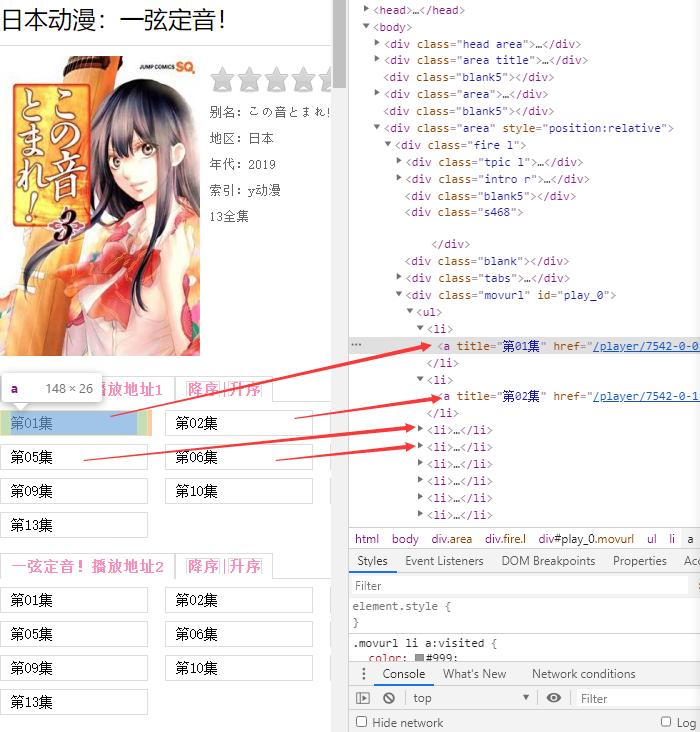 日本动漫: 一弦定音!
JUMP COMICS SQ.
この音とまれ!
3
别名: この音とまれ!
地区: 日本
年代: 2019
索引: y动漫
13全集
a 148 × 26
播放地址1 降序|升序
第01集 第02集
第05集 第06集
第09集 第10集
第13集
一弦定音! 播放地址2 降序|升序
第01集 第02集
第05集 第06集
第09集 第10集
第13集
<head>…</head>
<body>
<div class="head area">…</div>
<div class="area title">…</div>
<div class="blank5"></div>
<div class="area">…</div>
<div class="blank5"></div>
<div class="area" style="position:relative">
<div class="fire l">
<div class="tpic l">…</div>
<div class="intro r">…</div>
<div class="blank5"></div>
<div class="s468">
</div>
<div class="blank"></div>
<div class="tabs">…</div>
<div class="movurl" id="play_0">
<ul>
<li>
<a title="第01集" href="/player/7542-0-0
</li>
<li>
<a title="第02集" href="/player/7542-0-1
</li>
<li>…</li>
<li>…</li>
<li>…</li>
<li>…</li>
<li>…</li>
<li>…</li>
html body div.area div.fire.l div#play_0.movurl ul li a
Styles Event Listeners DOM Breakpoints Properties Acc
Filter
element.style {
}
.movurl li a:visited {
color: #999;
Console What's New Network conditions
top Filter
Hide network Log